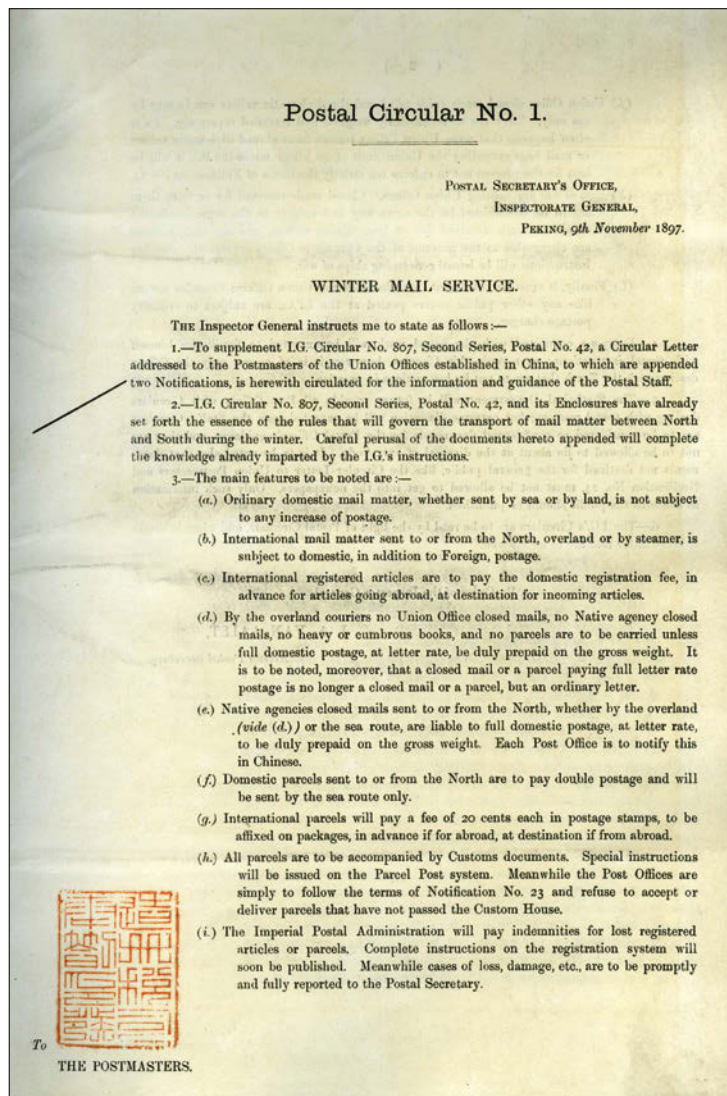 Postal Circular No. 1.
POSTAL SECRETARY'S OFFICE,
INSPECTORATE GENERAL,
PEKING, 9th November 1897.
WINTER MAIL SERVICE.
THE Inspector General instructs me to state as follows:—
1.—To supplement I.G. Circular No. 807, Second Series, Postal No. 42, a Circular Letter
addressed to the Postmasters of the Union Offices established in China, to which are appended
two Notifications, is herewith circulated for the information and guidance of the Postal Staff.
2.—I.G. Circular No. 807, Second Series, Postal No. 42, and its Enclosures have already
set forth the essence of the rules that will govern the transport of mail matter between North
and South during the winter. Careful perusal of the documents hereto appended will complete
the knowledge already imparted by the I.G.'s instructions.
3.—The main features to be noted are:—
(a.) Ordinary domestic mail matter, whether sent by sea or by land, is not subject
to any increase of postage.
(b.) International mail matter sent to or from the North, overland or by steamer, is
subject to domestic, in addition to Foreign, postage.
(c.) International registered articles are to pay the domestic registration fee, in
advance for articles going abroad, at destination for incoming articles.
(d.) By the overland couriers no Union Office closed mails, no Native agency closed
mails, no heavy or cumbrous books, and no parcels are to be carried unless
full domestic postage, at letter rate, be duly prepaid on the gross weight. It
is to be noted, moreover, that a closed mail or a parcel paying full letter rate
postage is no longer a closed mail or a parcel, but an ordinary letter.
(e.) Native agencies closed mails sent to or from the North, whether by the overland
(vide (d.)) or the sea route, are liable to full domestic postage, at letter rate,
to be duly prepaid on the gross weight. Each Post Office is to notify this
in Chinese.
(f.) Domestic parcels sent to or from the North are to pay double postage and will
be sent by the sea route only.
(g.) International parcels will pay a fee of 20 cents each in postage stamps, to be
affixed on packages, in advance if for abroad, at destination if from abroad.
(h.) All parcels are to be accompanied by Customs documents. Special instructions
will be issued on the Parcel Post system. Meanwhile the Post Offices are
simply to follow the terms of Notification No. 23 and refuse to accept or
deliver parcels that have not passed the Custom House.
(i.) The Imperial Postal Administration will pay indemnities for lost registered
articles or parcels. Complete instructions on the registration system will
soon be published. Meanwhile cases of loss, damage, etc., are to be promptly
and fully reported to the Postal Secretary.
To
THE POSTMASTERS.